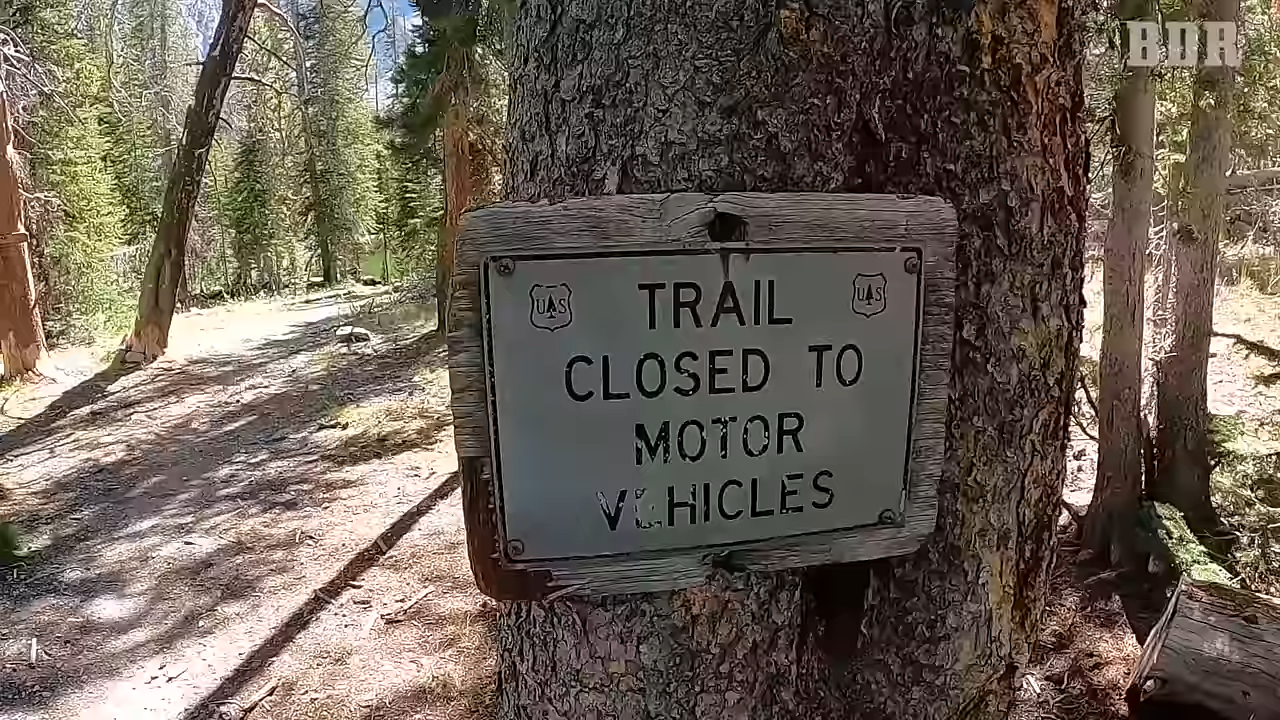 BDR
U S U S
TRAIL
CLOSED TO
MOTOR
VEHICLES